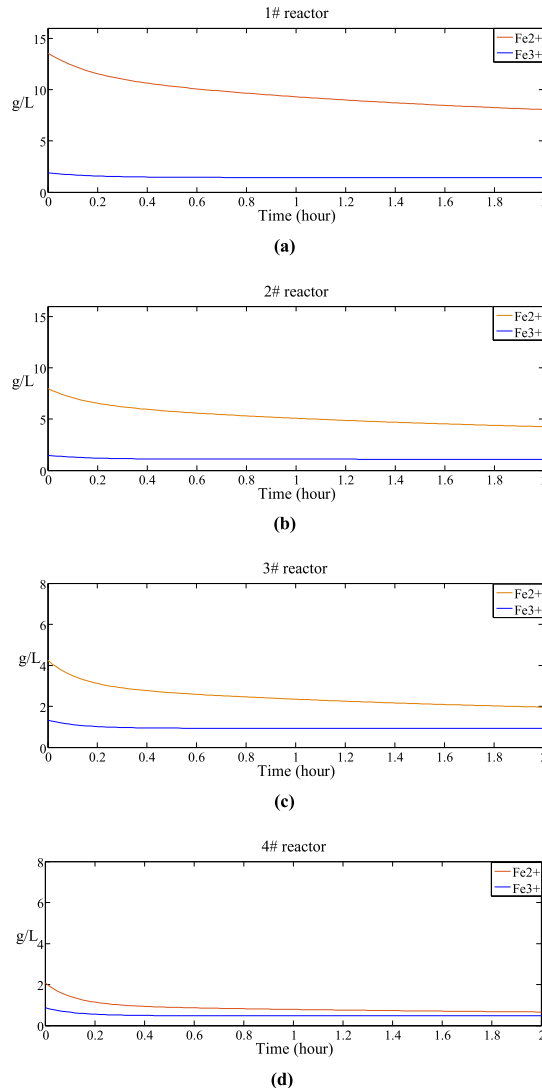 1# reactor
15
10
g/L
5
0
0 0.2 0.4 0.6 0.8 1 1.2 1.4 1.6 1.8 2
Time (hour)
Fe2+
Fe3+
(a)
2# reactor
15
10
g/L
5
0
0 0.2 0.4 0.6 0.8 1 1.2 1.4 1.6 1.8 2
Time (hour)
Fe2+
Fe3+
(b)
3# reactor
8
6
g/L 4
2
0
0 0.2 0.4 0.6 0.8 1 1.2 1.4 1.6 1.8 2
Time (hour)
Fe2+
Fe3+
(c)
4# reactor
8
6
g/L
4
2
0
0 0.2 0.4 0.6 0.8 1 1.2 1.4 1.6 1.8 2
Time (hour)
Fe2+
Fe3+
(d)